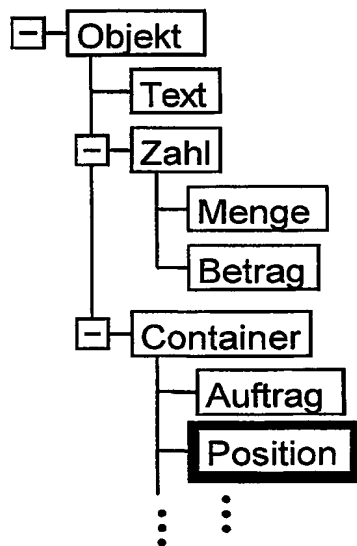 Objekt
Text
Zahl
Menge
Betrag
Container
Auftrag
Position